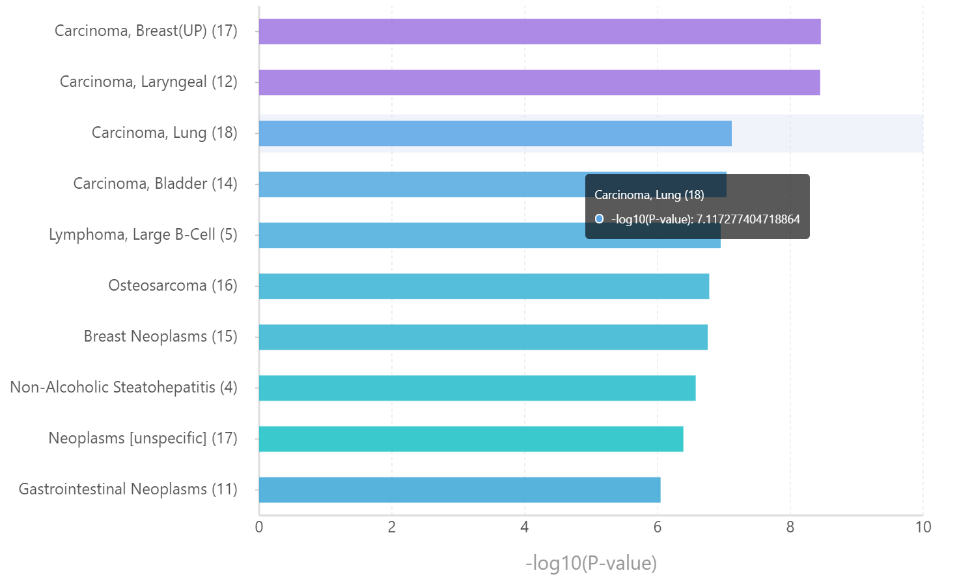 Carcinoma, Breast(UP) (17)
Carcinoma, Laryngeal (12)
Carcinoma, Lung (18)
Carcinoma, Bladder (14)
Carcinoma, Lung (18)
-log10(P-value): 7.117277404718864
Lymphoma, Large B-Cell (5)
Osteosarcoma (16)
Breast Neoplasms (15)
Non-Alcoholic Steatohepatitis (4)
Neoplasms [unspecific] (17)
Gastrointestinal Neoplasms (11)
0 2 4 6 8 10
-log10(P-value)